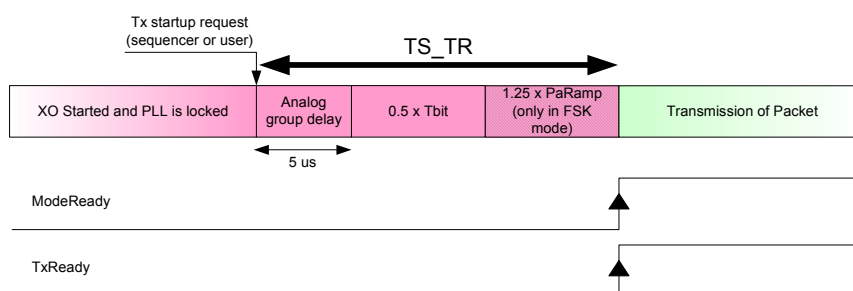 Tx startup request
(sequencer or user)
TS_TR
XO Started and PLL is locked
Analog
group delay
0.5 x Tbit
1.25 x PaRamp
(only in FSK
mode)
Transmission of Packet
5 us
ModeReady
TxReady